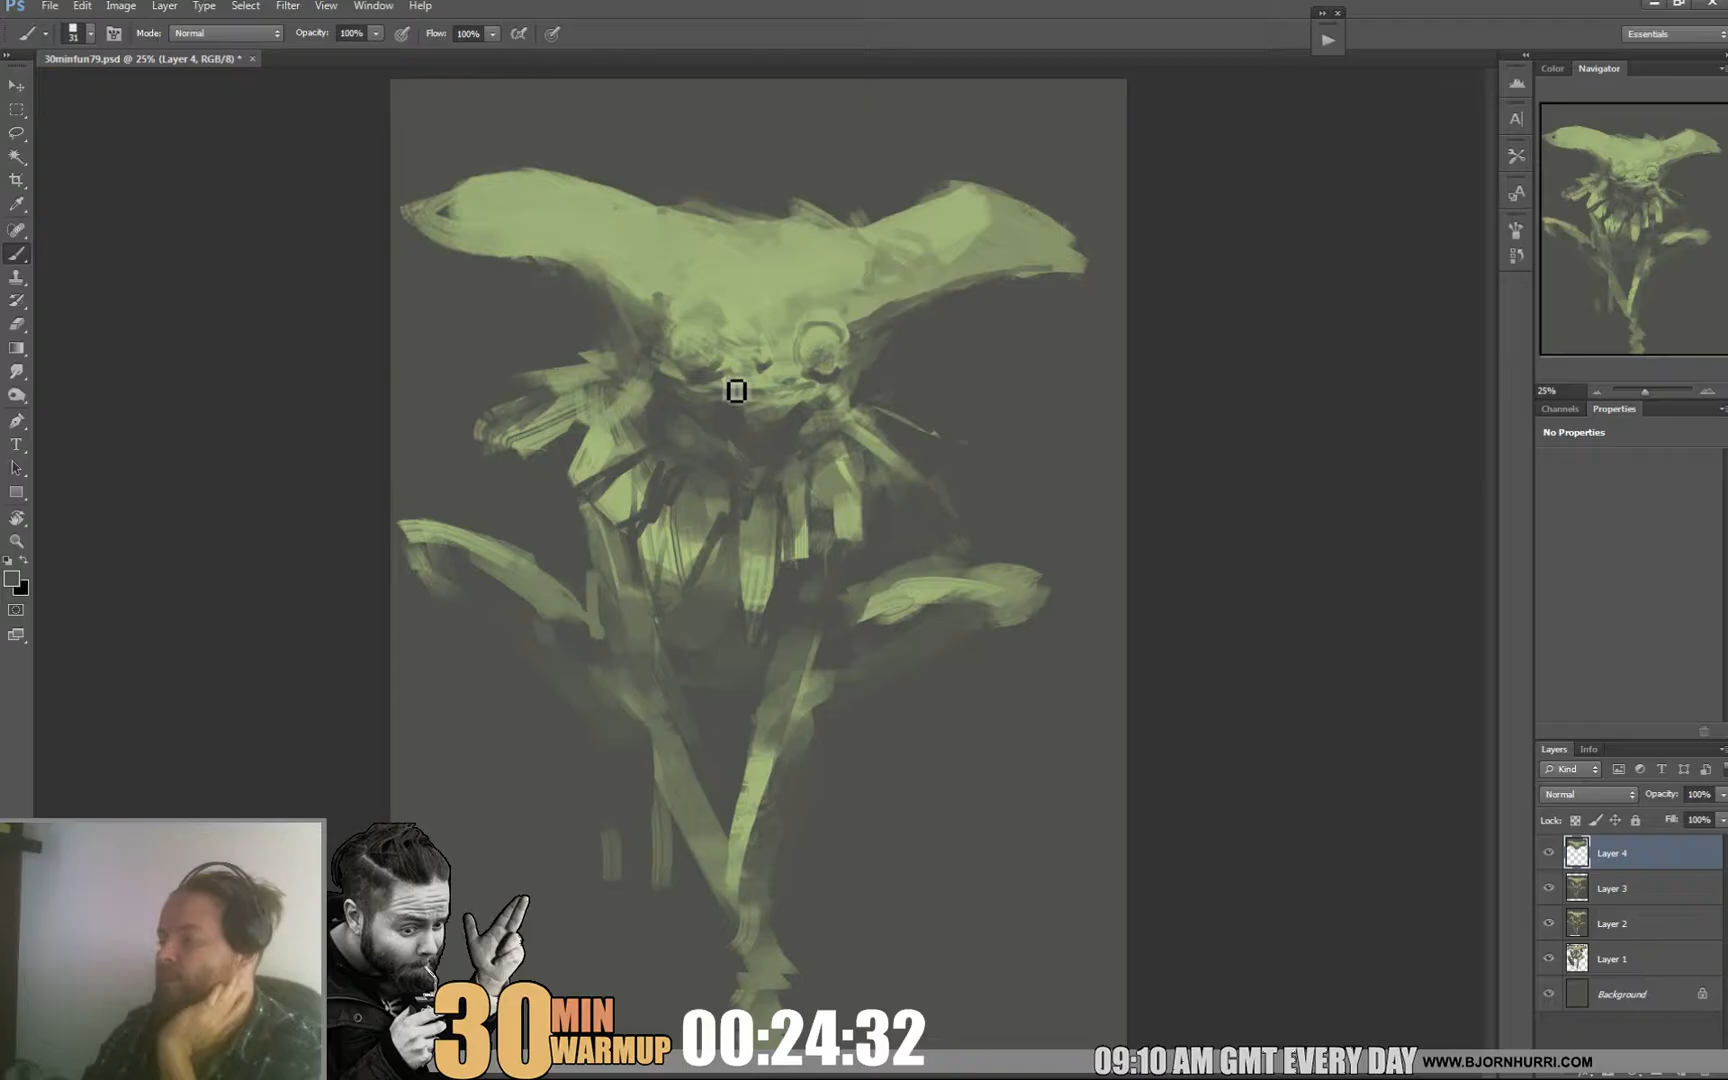 Ps File Edit Image Layer Type Select Filter View Window Help
31 Mode: Normal Opacity: 100% Flow: 100% Essentials
30minfun79.psd @ 25% (Layer 4, RGB/8) *
Color Navigator
25%
Channels Properties
No Properties
Layers Info
Kind
Normal Opacity: 100%
Lock: Fill: 100%
Layer 4
Layer 3
Layer 2
Layer 1
Background
30 MIN WARMUP
00:24:32
09:10 AM GMT EVERY DAY WWW.BJORNHURRI.COM